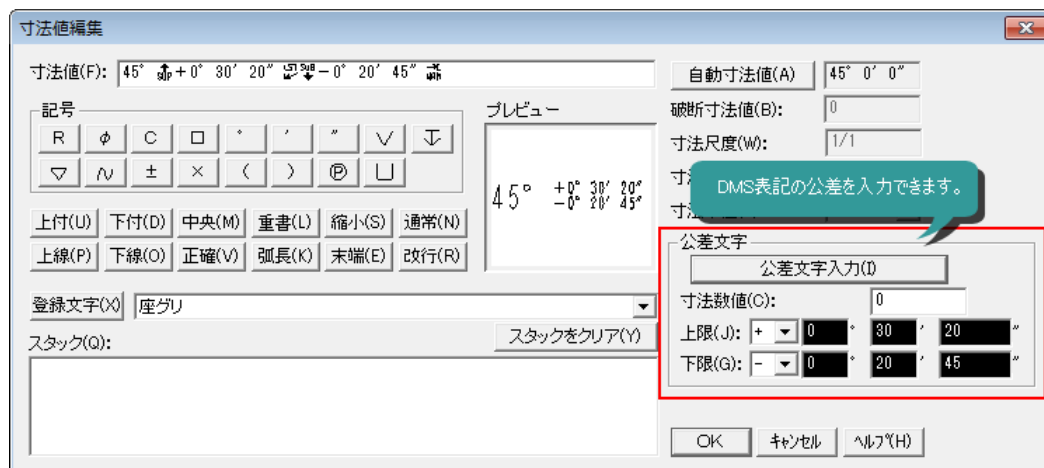 寸法値編集
寸法値(F): 45° +0° 30′ 20″ -0° 20′ 45″
自動寸法値(A) 45° 0′ 0″
記号
R φ C □ ° ′ ″
± × ( ) Ⓟ
プレビュー
45° +0° 30′ 20″
-0° 20′ 45″
破断寸法値(B): 0
寸法尺度(W): 1/1
寸
寸
DMS表記の公差を入力できます。
上付(U) 下付(D) 中央(M) 重書(L) 縮小(S) 通常(N)
上線(P) 下線(O) 正確(V) 弧長(K) 末端(E) 改行(R)
公差文字
公差文字入力(I)
寸法数値(C): 0
上限(J): + 0 ° 30 ′ 20 ″
下限(G): - 0 ° 20 ′ 45 ″
登録文字(X) 座グリ
スタック(Q):
スタックをクリア(Y)
OK キャンセル ヘルプ(H)